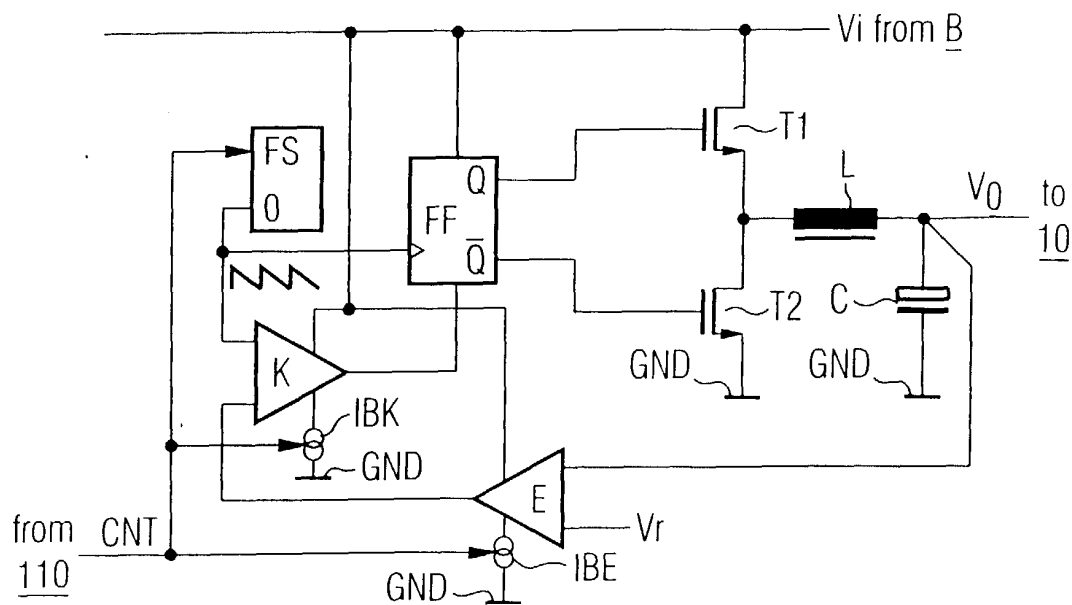 Vi from B
FS
0
Q
FF
Q̅
T1
L
V0
to
10
T2
C
GND
GND
K
IBK
GND
E
Vr
from
110
CNT
IBE
GND